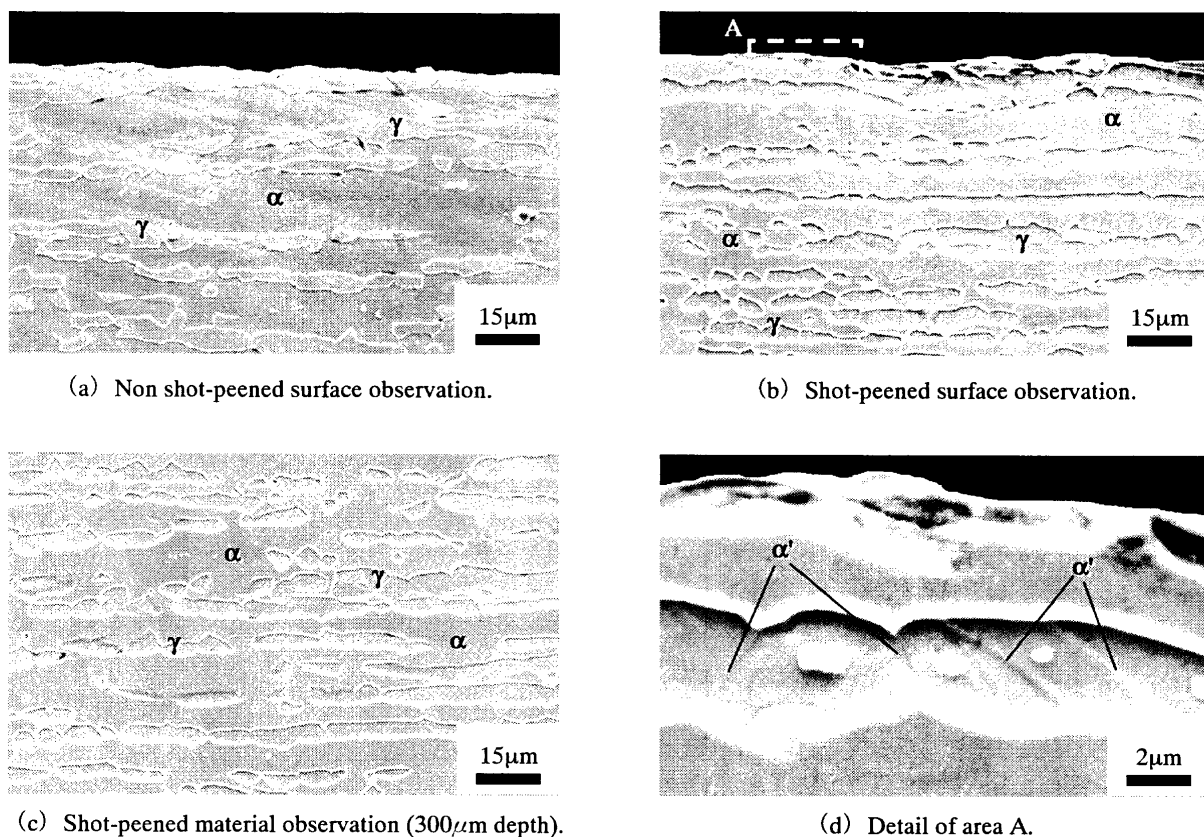 γ
α
γ
15μm
(a) Non shot-peened surface observation.
A
α
α
γ
γ
15μm
(b) Shot-peened surface observation.
α
γ
γ
α
15μm
(c) Shot-peened material observation (300μm depth).
α'
α'
2μm
(d) Detail of area A.